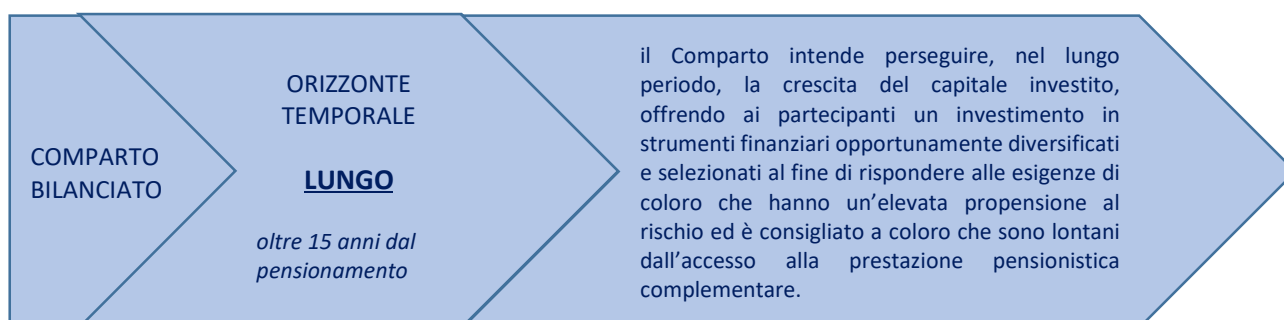 COMPARTO
BILANCIATO
ORIZZONTE
TEMPORALE
LUNGO
oltre 15 anni dal
pensionamento
il Comparto intende perseguire, nel lungo
periodo, la crescita del capitale investito,
offrendo ai partecipanti un investimento in
strumenti finanziari opportunamente diversificati
e selezionati al fine di rispondere alle esigenze di
coloro che hanno un’elevata propensione al
rischio ed è consigliato a coloro che sono lontani
dall’accesso alla prestazione pensionistica
complementare.